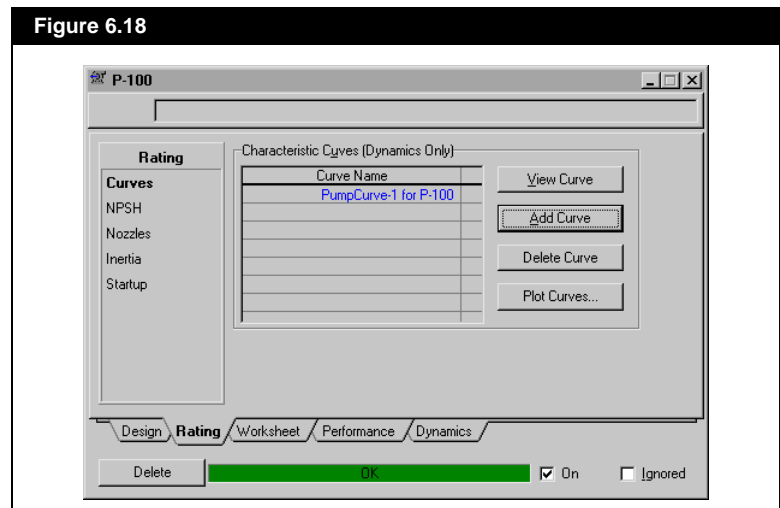 Figure 6.18
P-100
Rating
Curves
NPSH
Nozzles
Inertia
Startup
Characteristic Curves (Dynamics Only)
Curve Name
PumpCurve-1 for P-100
View Curve
Add Curve
Delete Curve
Plot Curves...
Design
Rating
Worksheet
Performance
Dynamics
Delete
OK
On
Ignored